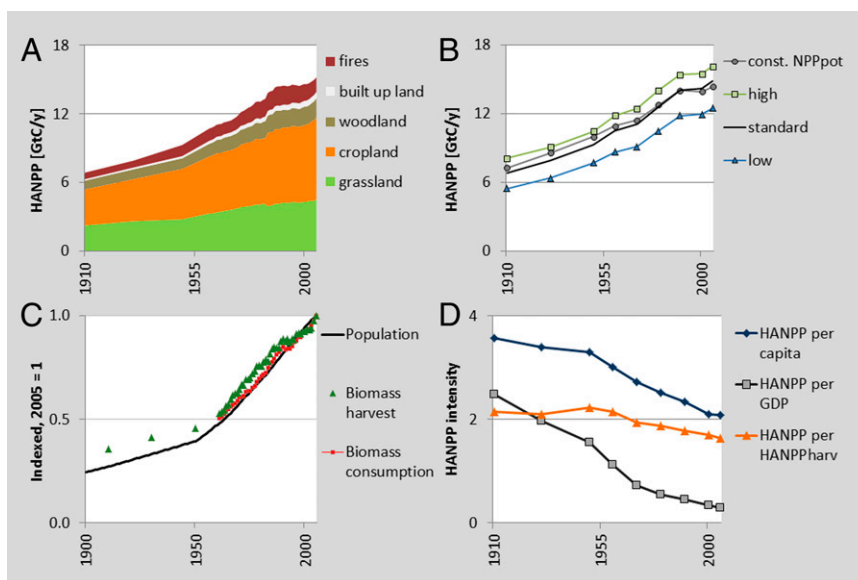 A
HANPP [GtC/y]
18
12
6
0
1910
1955
2000
fires
built up land
woodland
cropland
grassland
B
HANPP [GtC/y]
18
12
6
0
1910
1955
2000
const. NPPpot
high
standard
low
C
Indexed, 2005 = 1
1.0
0.5
0.0
1900
1950
2000
Population
Biomass
harvest
Biomass
consumption
D
HANPP intensity
4
2
0
1910
1955
2000
HANPP per
capita
HANPP per
GDP
HANPP per
HANPPharv